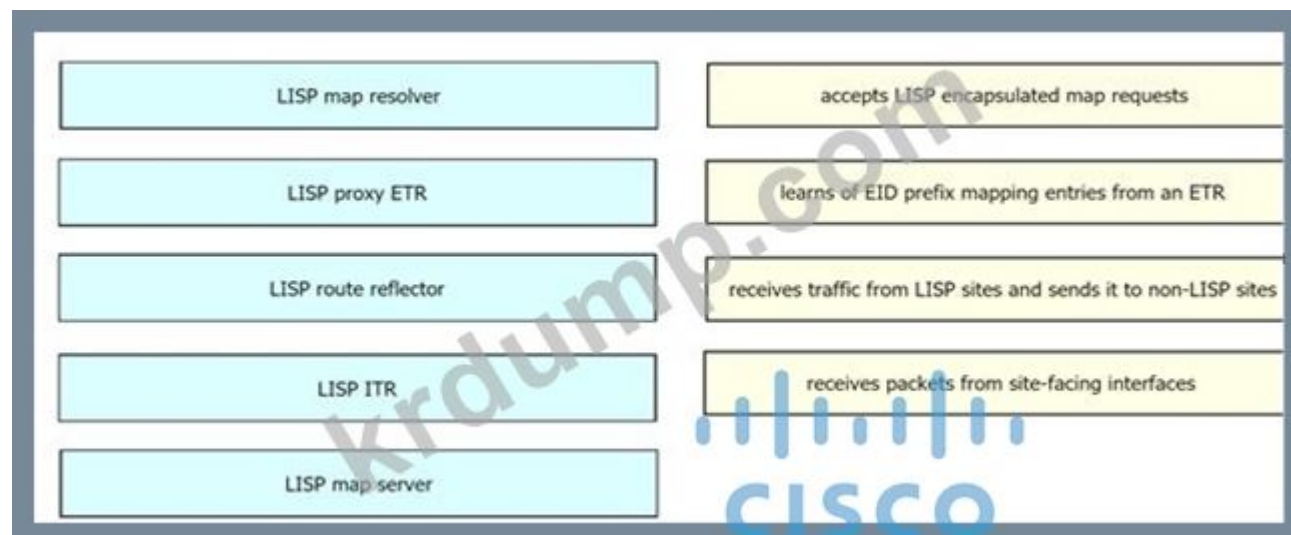 LISP map resolver
accepts LISP encapsulated map requests
LISP proxy ETR
learns of EID prefix mapping entries from an ETR
LISP route reflector
receives traffic from LISP sites and sends it to non-LISP sites
LISP ITR
receives packets from site-facing interfaces
LISP map server
krdump.com
CISCO